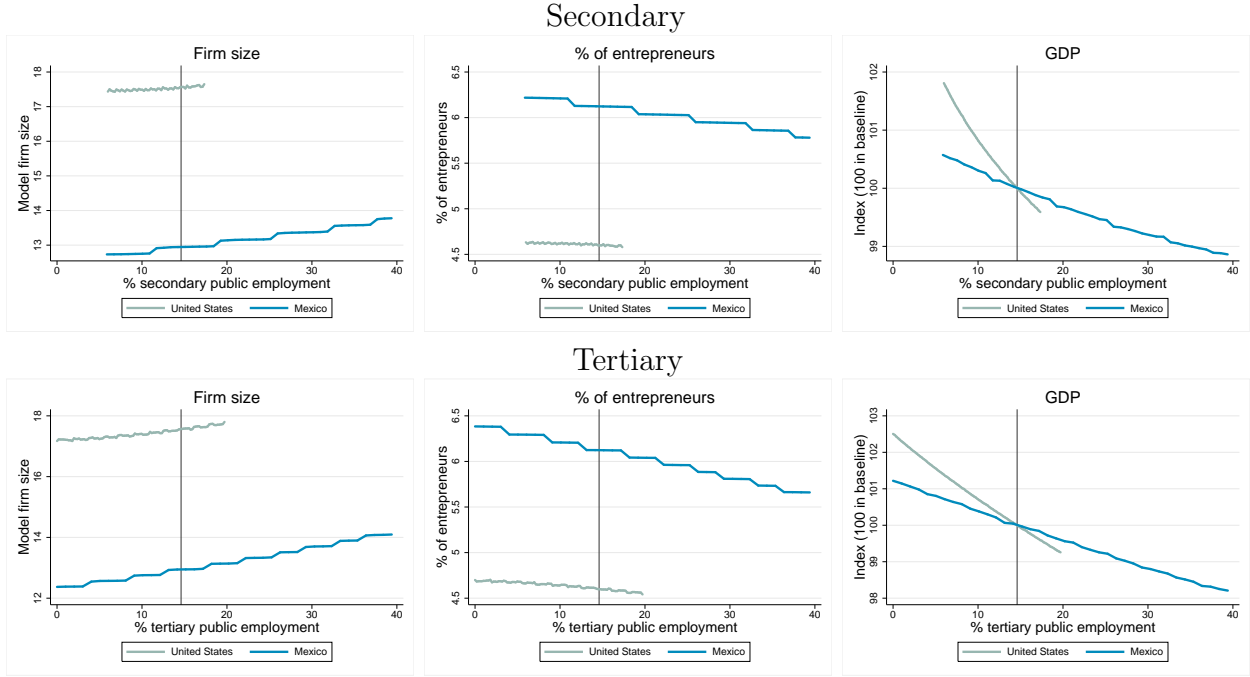 Secondary
Firm size
Model firm size
18
17
16
15
14
13
0 10 20 30 40
% secondary public employment
United States Mexico
% of entrepreneurs
% of entrepreneurs
6.5
6
5.5
5
4.5
0 10 20 30 40
% secondary public employment
United States Mexico
GDP
Index (100 in baseline)
102
101
100
99
0 10 20 30 40
% secondary public employment
United States Mexico
Tertiary
Firm size
Model firm size
18
16
14
12
0 10 20 30 40
% tertiary public employment
United States Mexico
% of entrepreneurs
% of entrepreneurs
6.5
6
5.5
5
4.5
0 10 20 30 40
% tertiary public employment
United States Mexico
GDP
Index (100 in baseline)
103
102
101
100
99
98
0 10 20 30 40
% tertiary public employment
United States Mexico